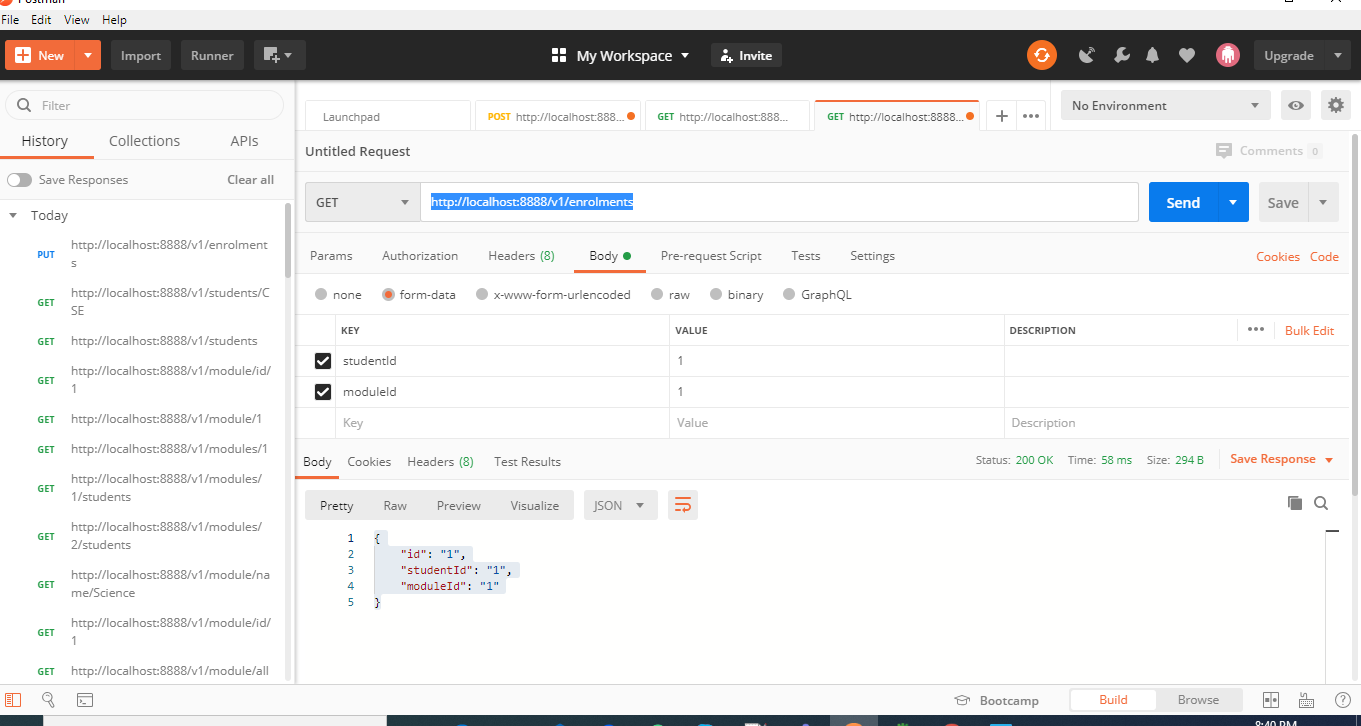 Postman
File Edit View Help
New Import Runner My Workspace Invite Upgrade
Filter
History Collections APIs
Save Responses Clear all
Today
PUT http://localhost:8888/v1/enrolment
s
GET http://localhost:8888/v1/students/C
SE
GET http://localhost:8888/v1/students
GET http://localhost:8888/v1/module/id/
1
GET http://localhost:8888/v1/module/1
GET http://localhost:8888/v1/modules/1
GET http://localhost:8888/v1/modules/
1/students
GET http://localhost:8888/v1/modules/
2/students
GET http://localhost:8888/v1/module/na
me/Science
GET http://localhost:8888/v1/module/id/
1
GET http://localhost:8888/v1/module/all
Launchpad POST http://localhost:888... GET http://localhost:888... GET http://localhost:8888... + ••• No Environment
Untitled Request Comments 0
GET http://localhost:8888/v1/enrolments Send Save
Params Authorization Headers (8) Body Pre-request Script Tests Settings Cookies Code
none form-data x-www-form-urlencoded raw binary GraphQL
KEY VALUE DESCRIPTION ••• Bulk Edit
studentId 1
moduleId 1
Key Value Description
Body Cookies Headers (8) Test Results Status: 200 OK Time: 58 ms Size: 294 B Save Response
Pretty Raw Preview Visualize JSON
1 {
2 "id": "1",
3 "studentId": "1",
4 "moduleId": "1"
5 }
Bootcamp Build Browse
8:40 PM